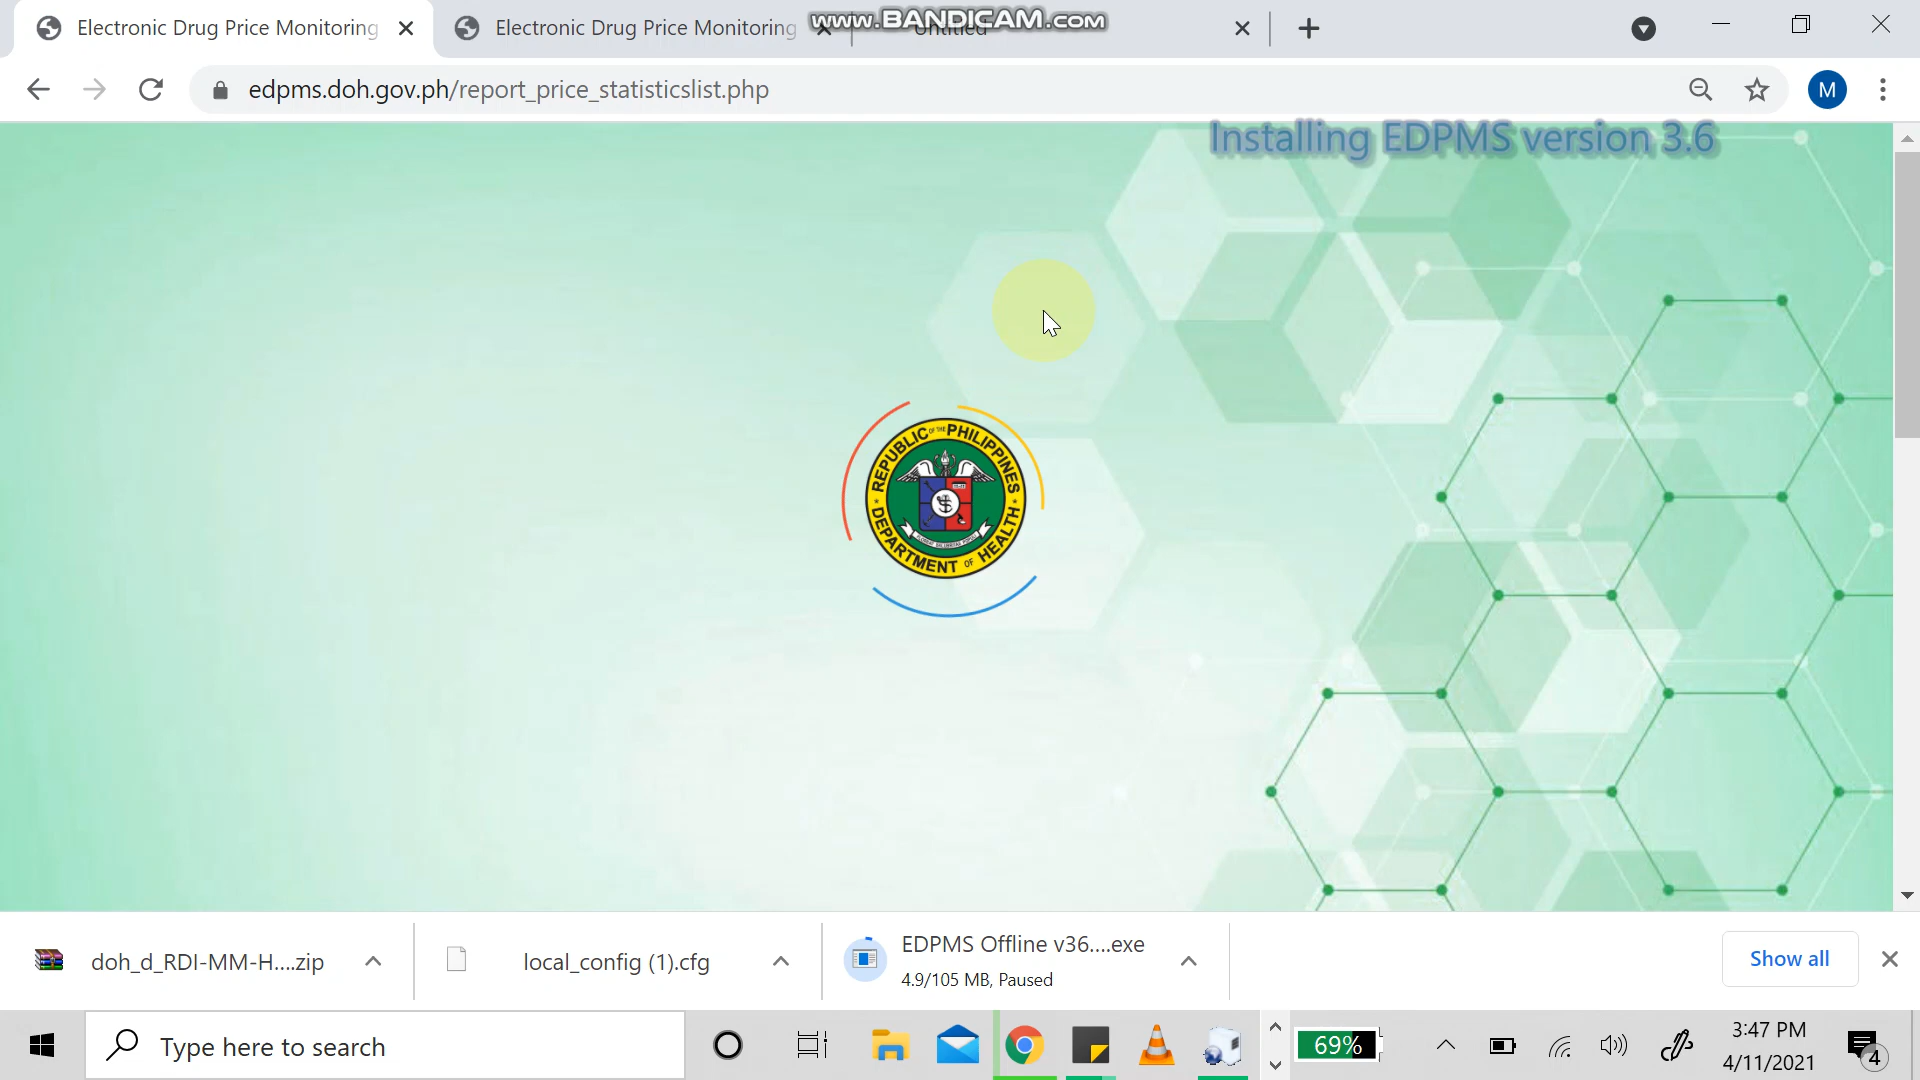 Electronic Drug Price Monitoring
Electronic Drug Price Monitoring
Untitled
www.BANDICAM.com
edpms.doh.gov.ph/report_price_statisticslist.php
M
Installing EDPMS version 3.6
REPUBLIC OF THE PHILIPPINES
DEPARTMENT OF HEALTH
doh_d_RDI-MM-H....zip
local_config (1).cfg
EDPMS Offline v36....exe
4.9/105 MB, Paused
Show all
Type here to search
69%
3:47 PM
4/11/2021
4